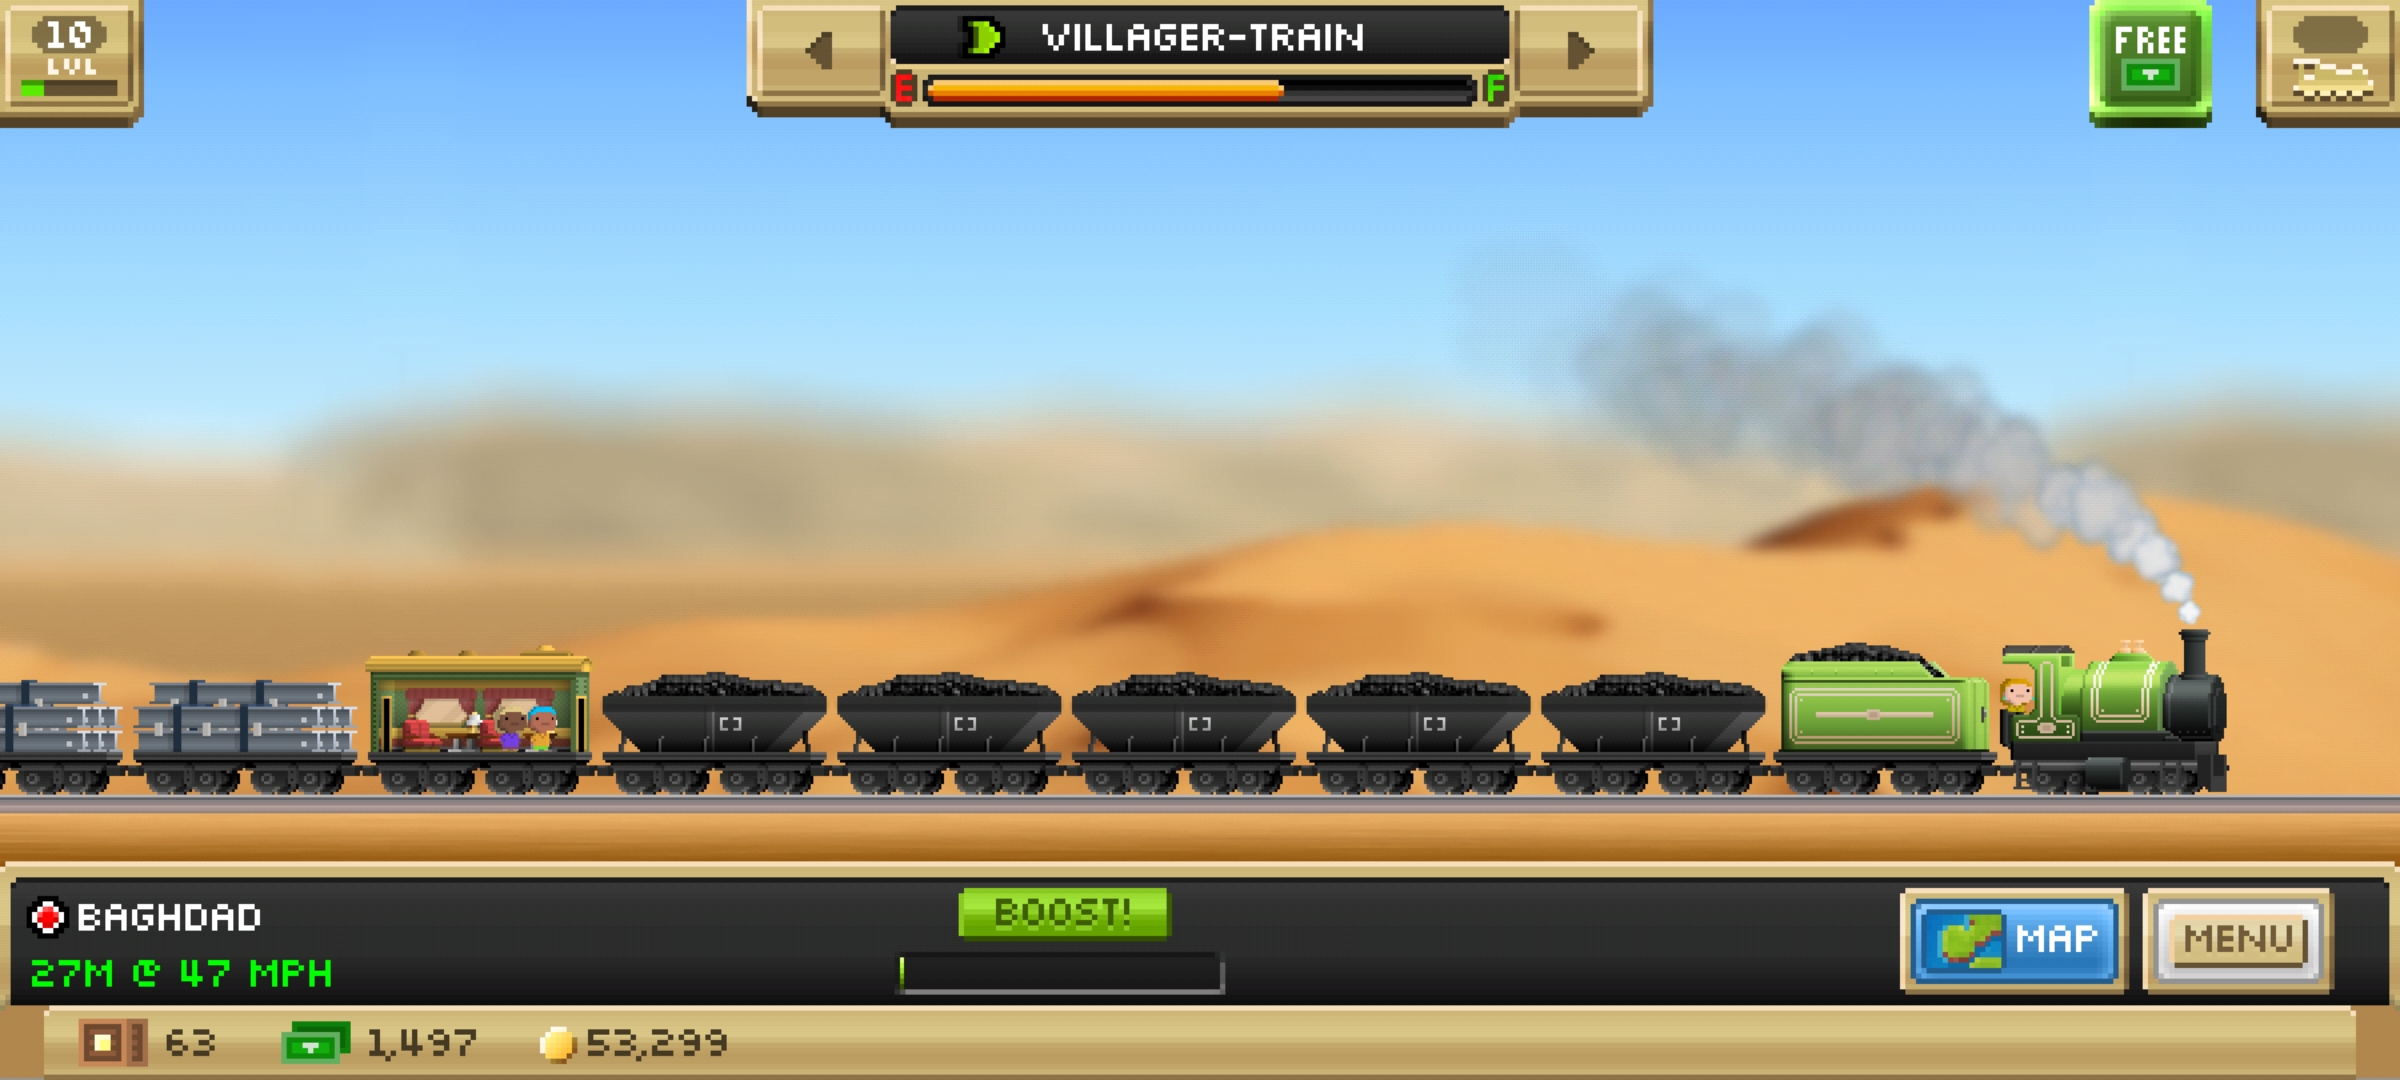 10
LVL
VILLAGER-TRAIN
E F
FREE
BAGHDAD
27M @ 47 MPH
BOOST!
MAP
MENU
63 1,497 53,299